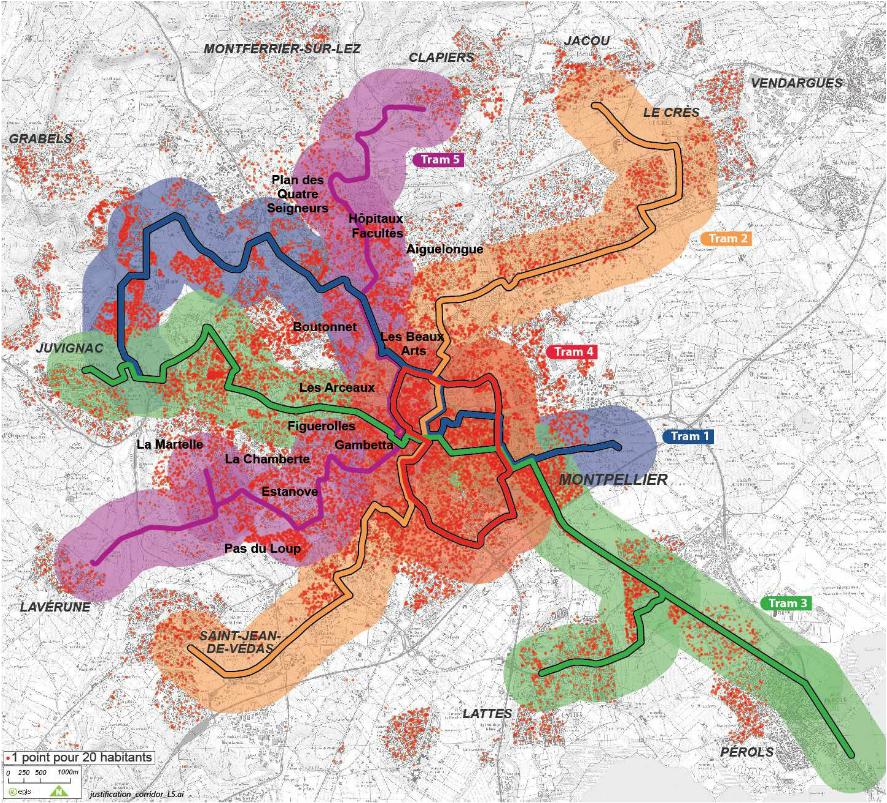 MONTFERRIER-SUR-LEZ
CLAPIERS
JACOU
VENDARGUES
LE CRÈS
GRABELS
Tram 5
Plan des
Quatre
Seigneurs
Hôpitaux
Facultés
Aiguelongue
Tram 2
Boutonnet
Les Beaux
Arts
JUVIGNAC
Tram 4
Les Arceaux
Figuerolles
La Martelle
Gambetta
Tram 1
La Chamberte
MONTPELLIER
Estanove
Pas du Loup
LAVÉRUNE
Tram 3
SAINT-JEAN-
DE-VÉDAS
LATTES
PÉROLS
1 point pour 20 habitants
0 250 500 1000m
egis
N
justification_corridor_L5.ai